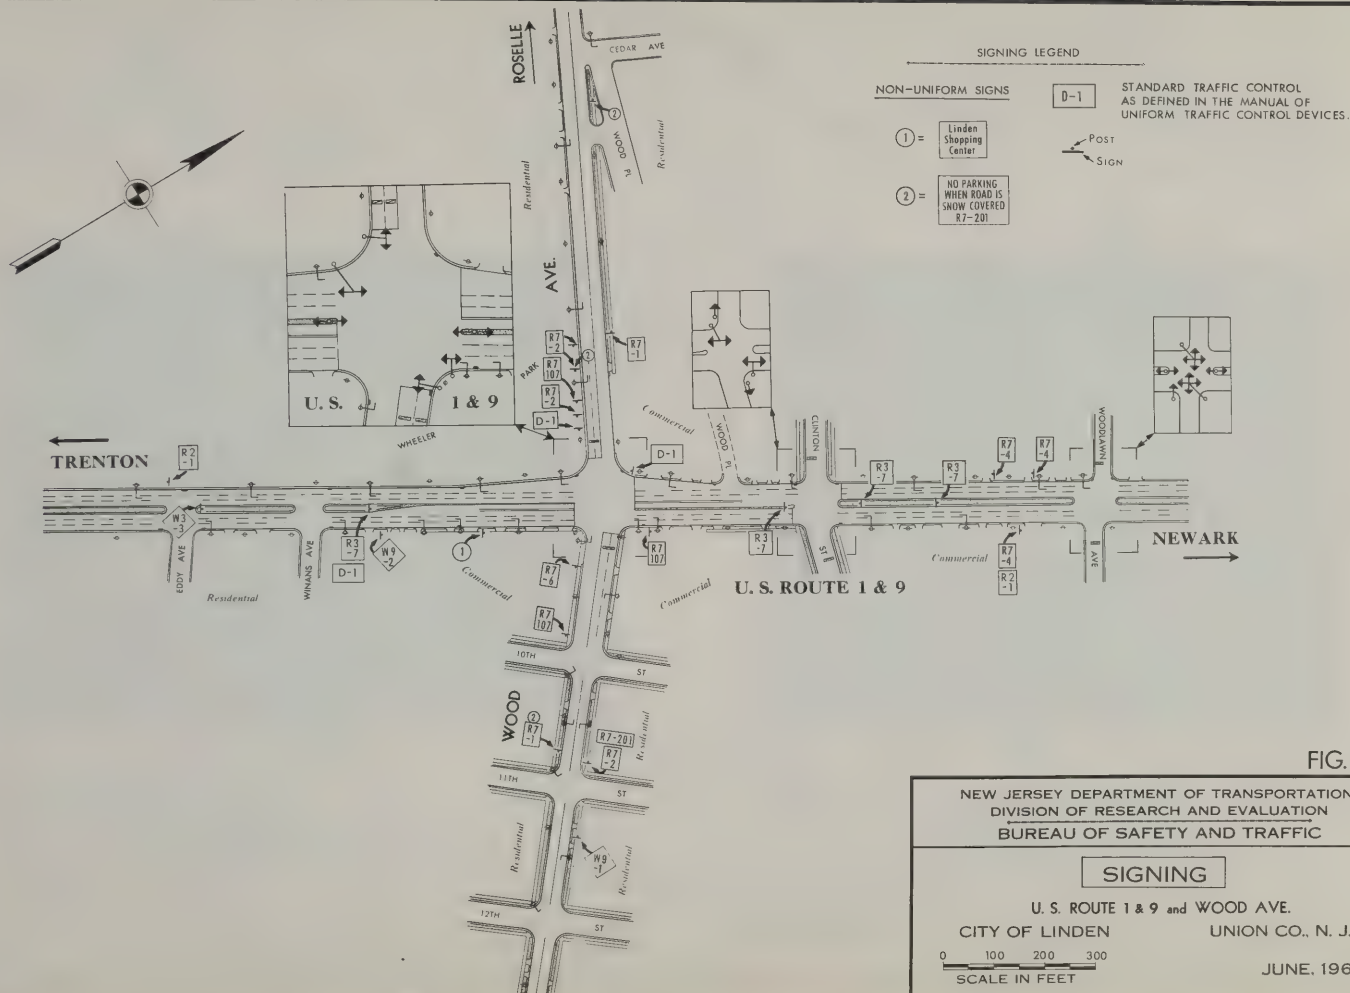 ROSELLE
CEDAR AVE
SIGNING LEGEND
NON-UNIFORM SIGNS
1 = Linden
Shopping
Center
2 = NO PARKING
WHEN ROAD IS
SNOW COVERED
R7-201
D-1
STANDARD TRAFFIC CONTROL
AS DEFINED IN THE MANUAL OF
UNIFORM TRAFFIC CONTROL DEVICES.
POST
SIGN
2
WOOD PL
Residential
Residential
AVE.
PARK
R7
-2
R7
107
2
R7
-2
D-1
R7
-1
U. S. 1 & 9
WHEELER
Commercial
WOOD PL
CLINTON
WOODLAWN
TRENTON
R2
-1
D-1
R3
-7
R3
-7
R7
-4
R7
-4
W3
-3
EDDY AVE
WINANS AVE
R3
-7
D-1
W9
-2
1
Commercial
R7
-6
R7
107
R3
-7
ST
Commercial
R7
-4
R2
-1
AVE
NEWARK
Residential
Commercial
U. S. ROUTE 1 & 9
R7
107
10TH ST
WOOD
2
R7
-1
R7-201
R7
-2
Residential
11TH ST
Residential
W9
-1
Residential
12TH ST
FIG.
NEW JERSEY DEPARTMENT OF TRANSPORTATION
DIVISION OF RESEARCH AND EVALUATION
BUREAU OF SAFETY AND TRAFFIC
SIGNING
U. S. ROUTE 1 & 9 and WOOD AVE.
CITY OF LINDEN UNION CO., N. J.
0 100 200 300
SCALE IN FEET
JUNE, 196